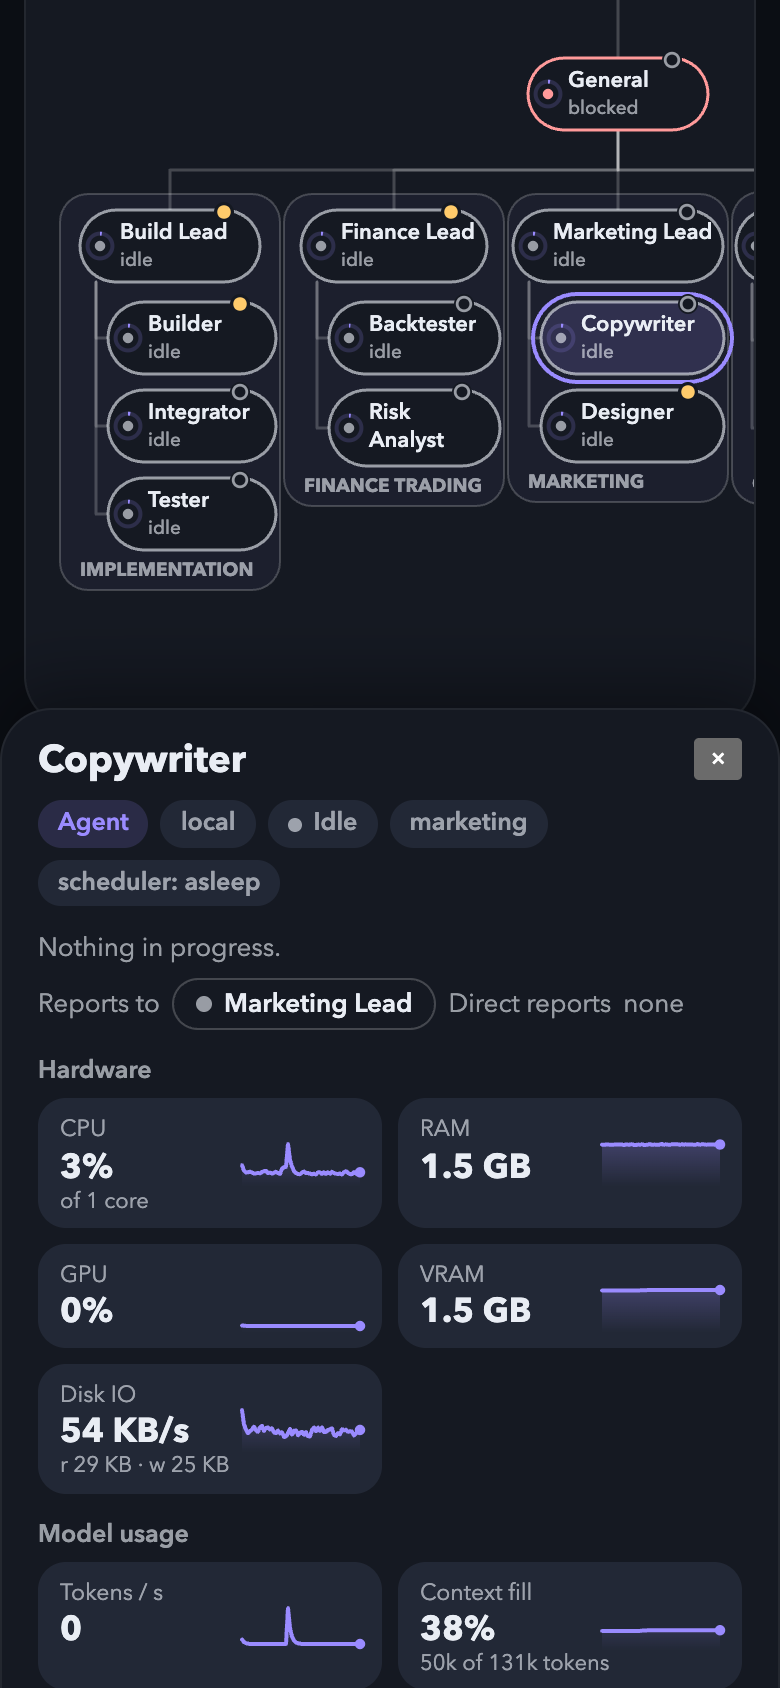 General
blocked
Build Lead
idle
Finance Lead
idle
Marketing Lead
idle
Builder
idle
Backtester
idle
Copywriter
idle
Integrator
idle
Risk
Analyst
Designer
idle
Tester
idle
FINANCE TRADING
MARKETING
IMPLEMENTATION
Copywriter
×
Agent
local
Idle
marketing
scheduler: asleep
Nothing in progress.
Reports to Marketing Lead Direct reports none
Hardware
CPU
3%
of 1 core
RAM
1.5 GB
GPU
0%
VRAM
1.5 GB
Disk IO
54 KB/s
r 29 KB · w 25 KB
Model usage
Tokens / s
0
Context fill
38%
50k of 131k tokens